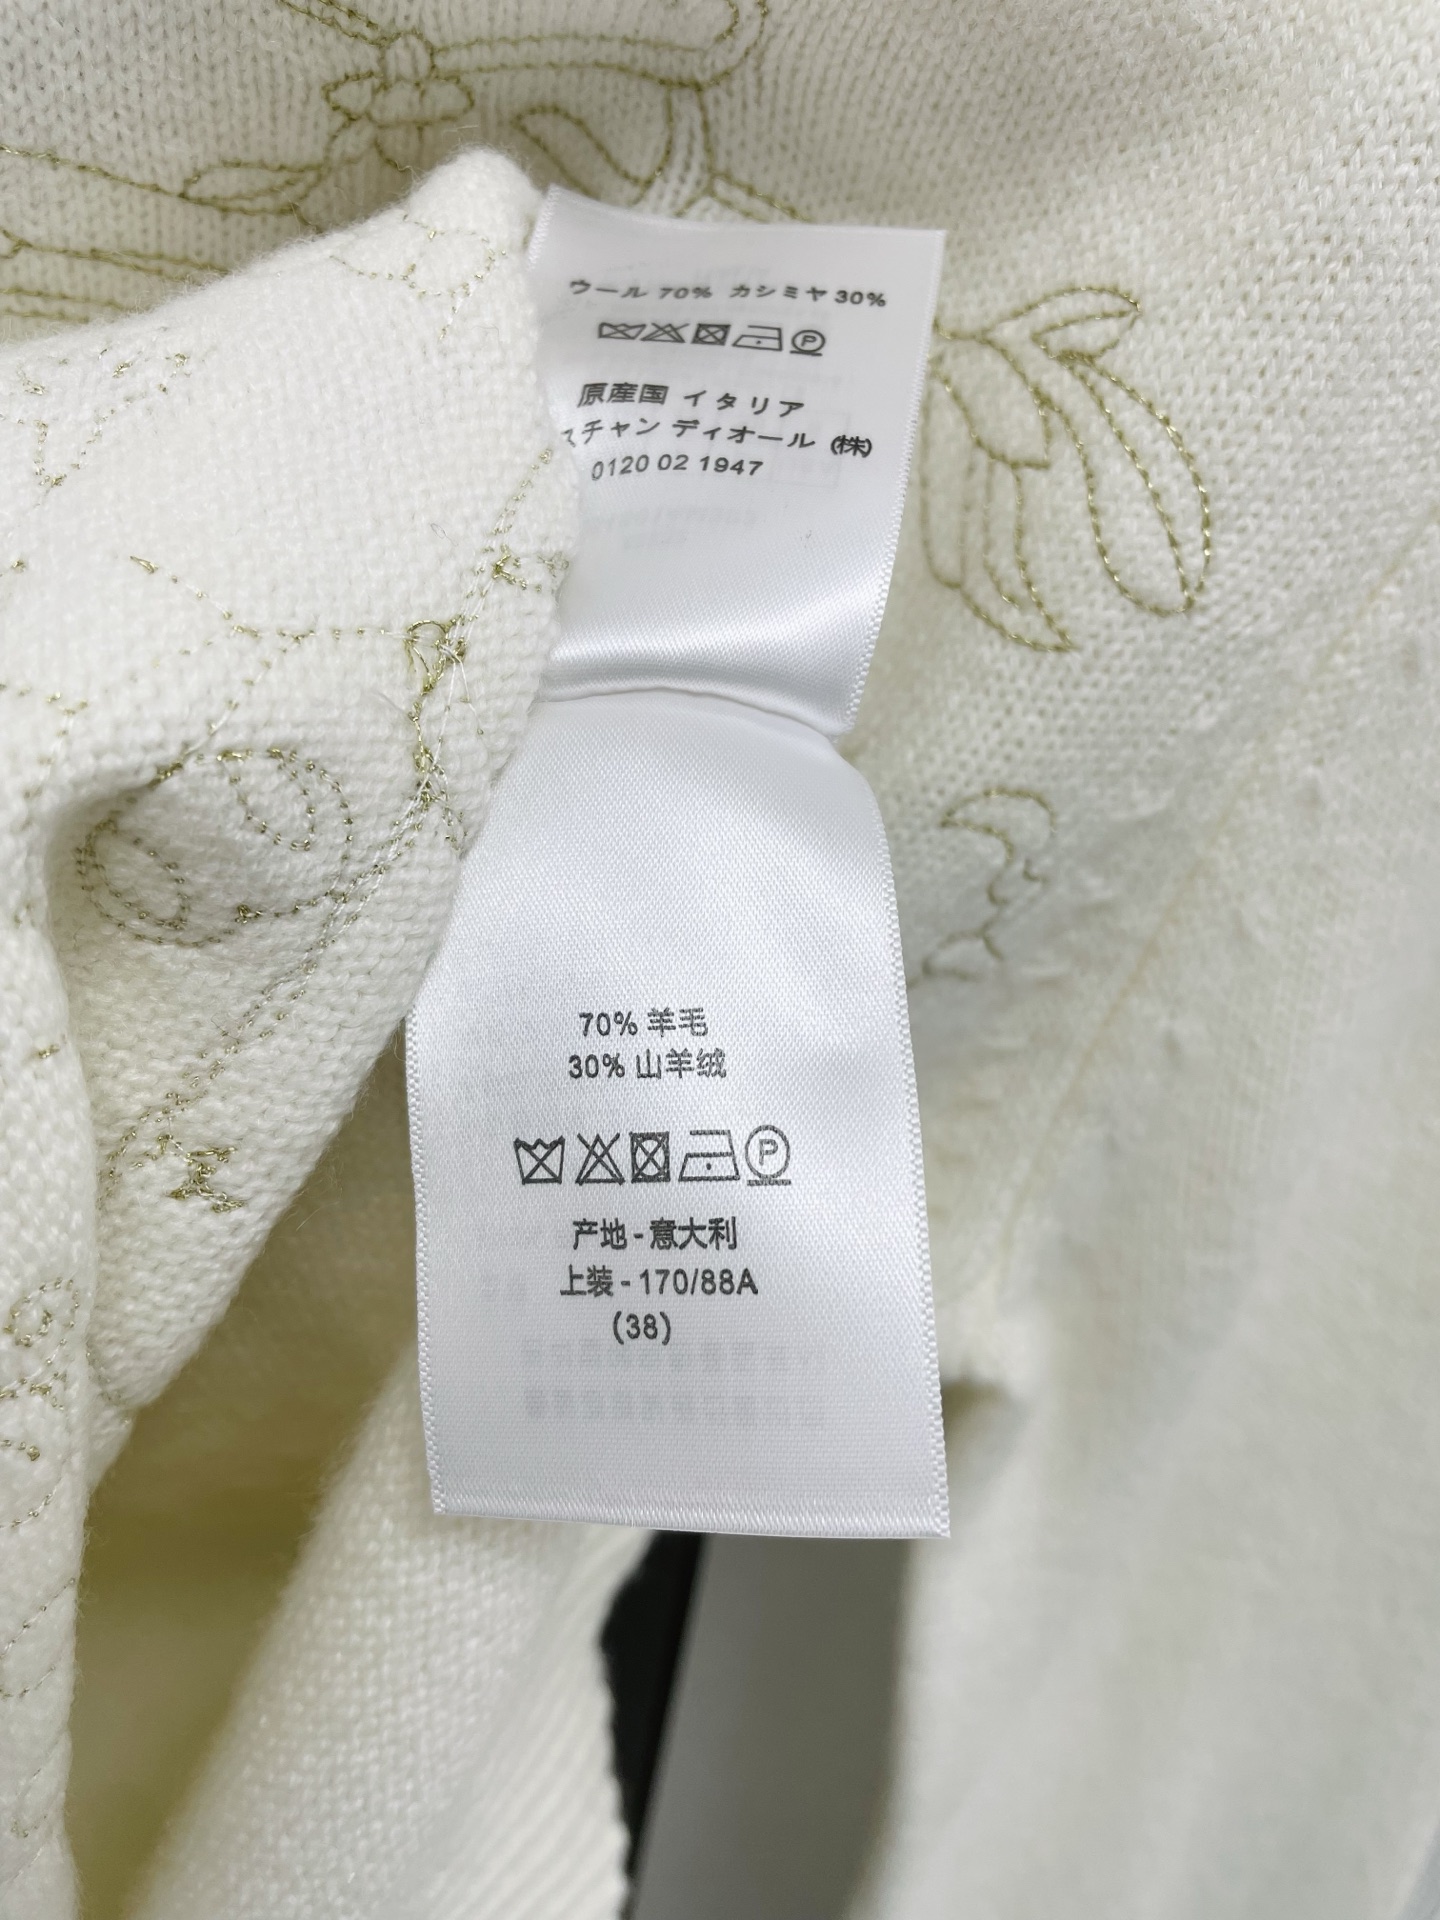 ウール 70% カシミヤ 30%
P
原産国 イタリア
スチャン ディオール (株)
0120 02 1947
70% 羊毛
30% 山羊绒
P
产地 - 意大利
上装 - 170/88A
(38)